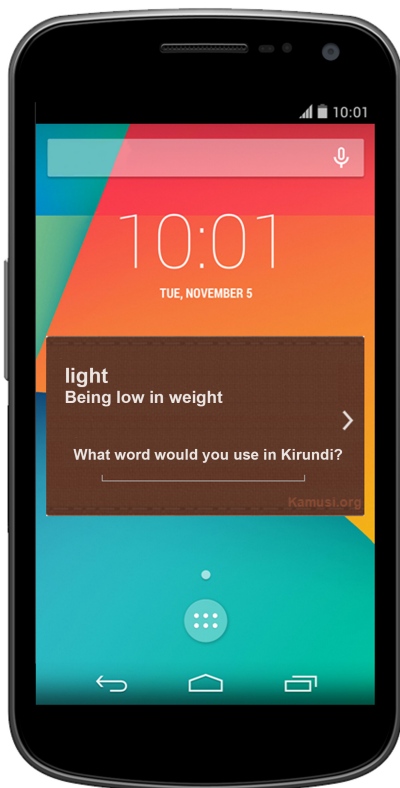 10:01
10:01
TUE, NOVEMBER 5
light
Being low in weight
What word would you use in Kirundi?
Kamusi.org